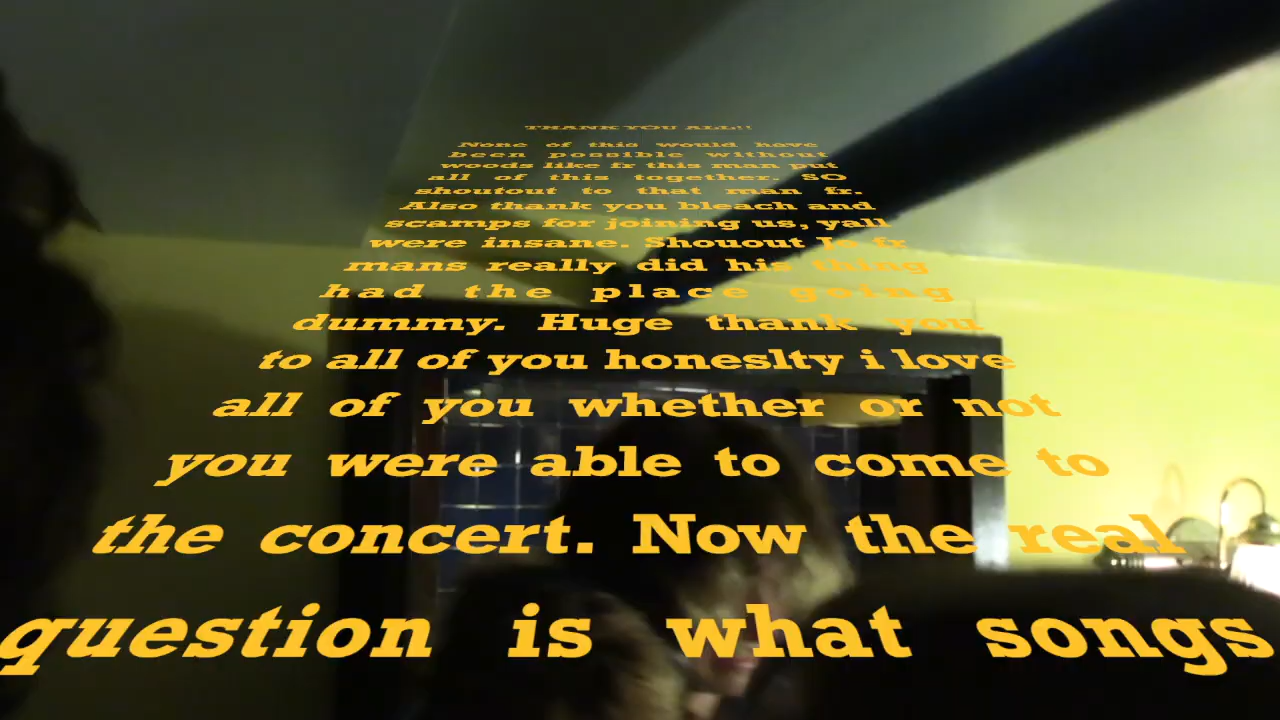 THANK YOU ALL!!
None of this would have
been possible without
woods like fr this man put
all of this together. SO
shoutout to that man fr.
Also thank you bleach and
scamps for joining us, yall
were insane. Shouout Jo fr
mans really did his thing
had the place going
dummy. Huge thank you
to all of you honeslty i love
all of you whether or not
you were able to come to
the concert. Now the real
question is what songs